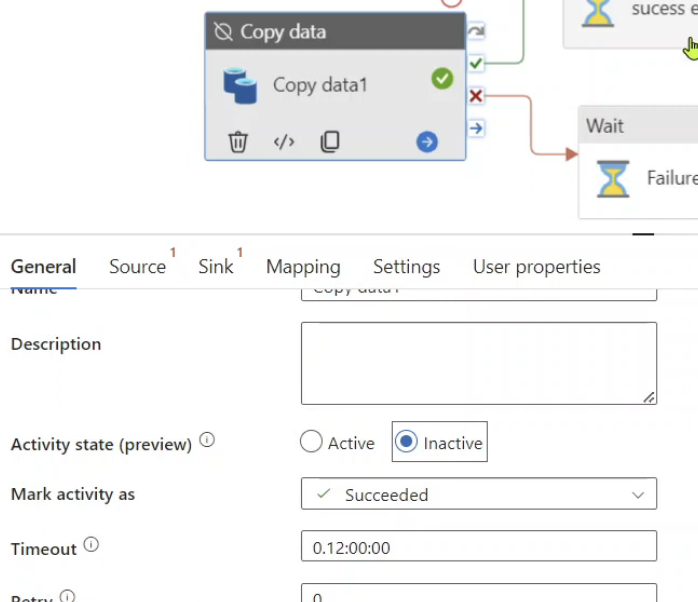 sucess e
Copy data
Copy data1
Wait
Failure
General Source 1 Sink 1 Mapping Settings User properties
Name Copy data1
Description
Activity state (preview) Active Inactive
Mark activity as Succeeded
Timeout 0.12:00:00
Retry 0